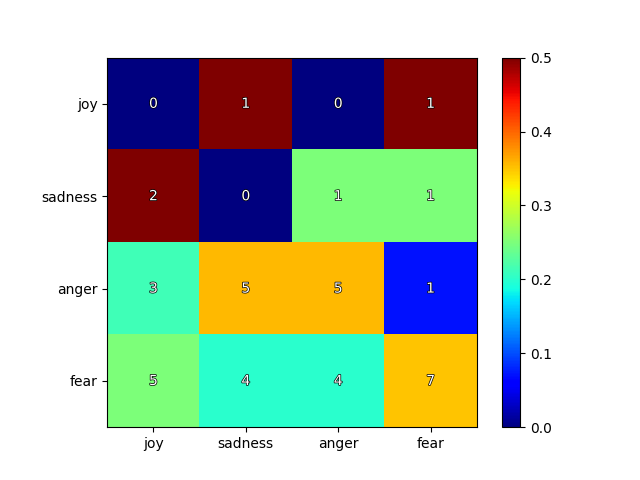 0.5
joy 0 1 0 1
0.4
sadness 2 0 1 1
0.3
0.2
anger 3 5 5 1
0.1
fear 5 4 4 7
0.0
joy sadness anger fear